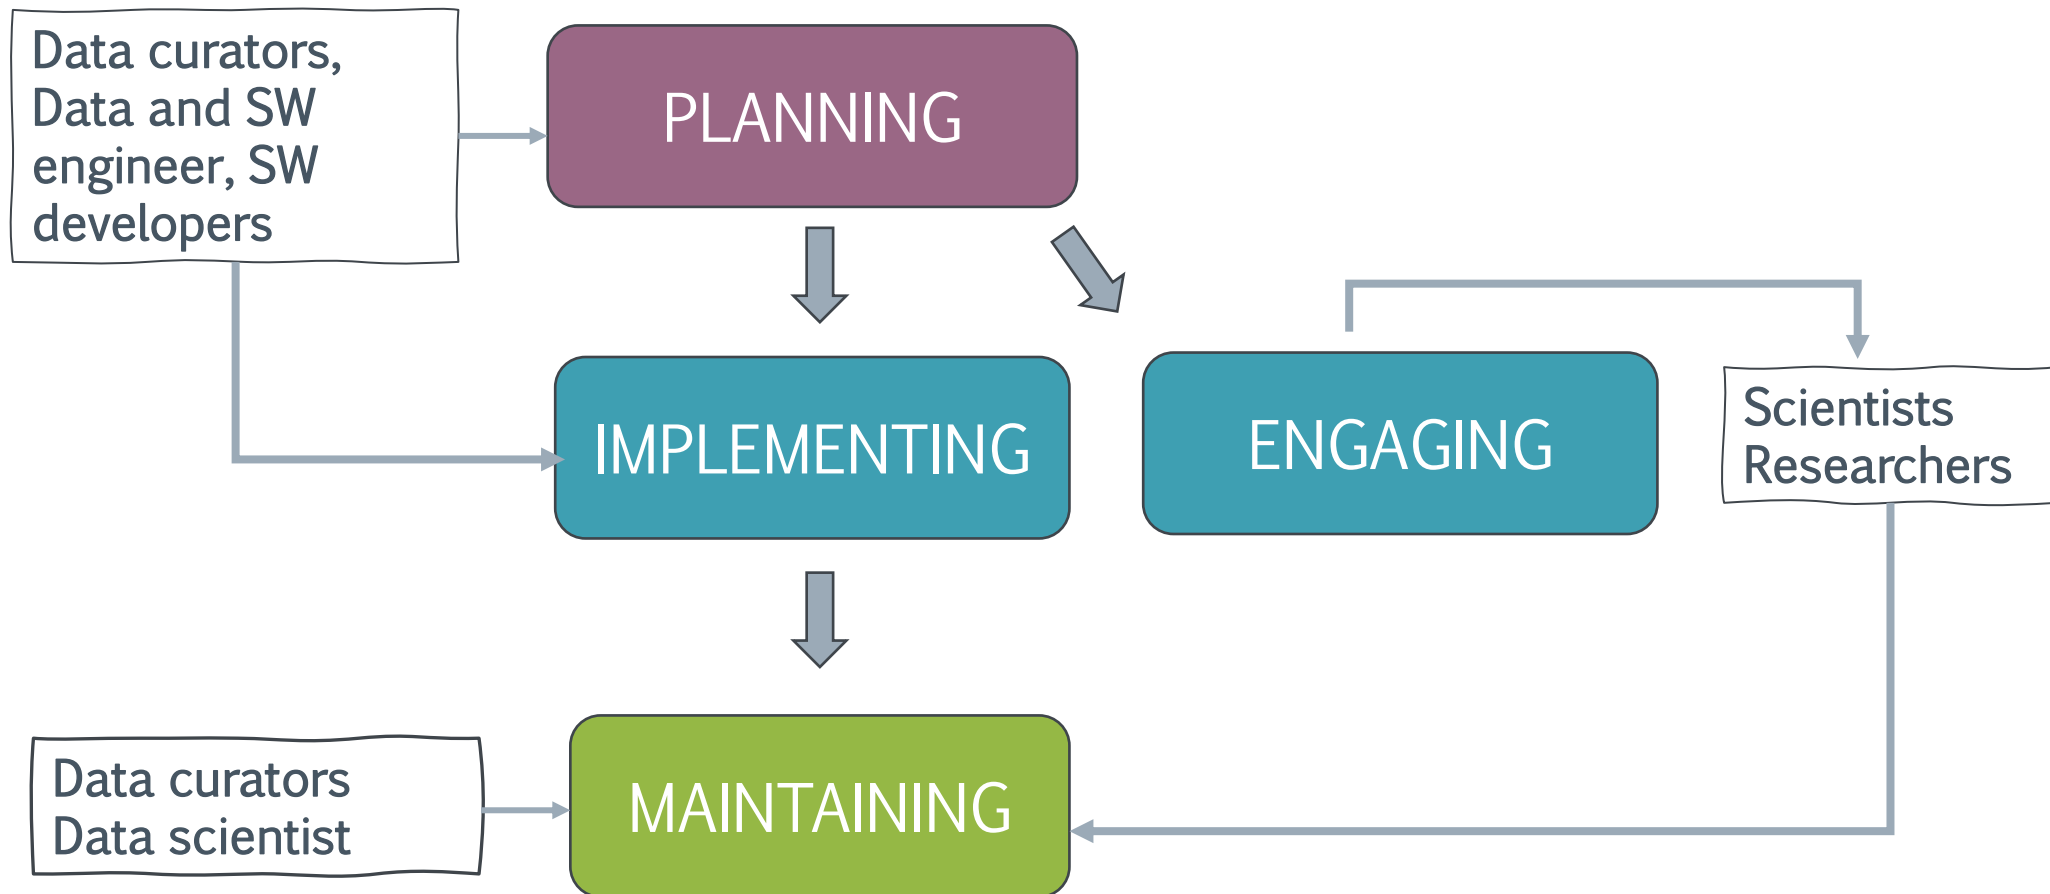 Data curators,
Data and SW
engineer, SW
developers
PLANNING
IMPLEMENTING
ENGAGING
Scientists
Researchers
Data curators
Data scientist
MAINTAINING